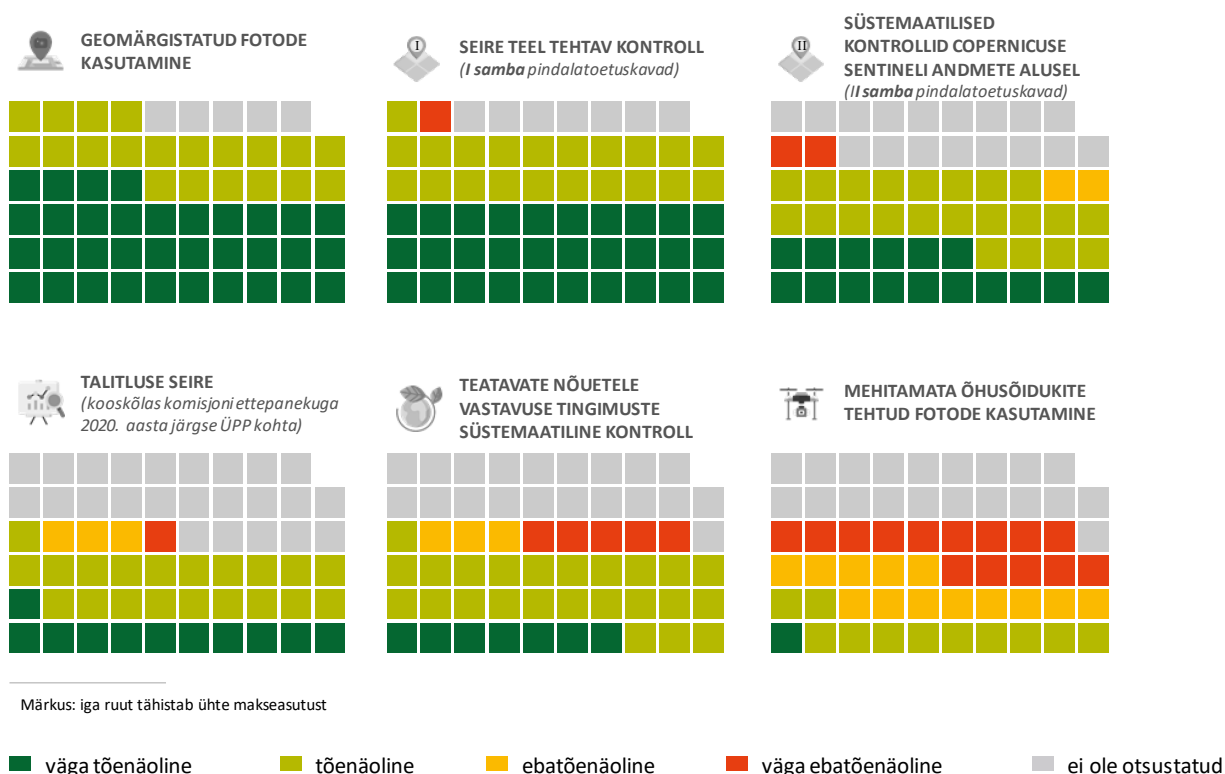 GEOMÄRGISTATUD FOTODE
KASUTAMINE
I
SEIRE TEEL TEHTAV KONTROLL
(I samba pindalatoetuskavad)
II
SÜSTEMAATILISED
KONTROLLID COPERNICUSE
SENTINELI ANDMETE ALUSEL
(II samba pindalatoetuskavad)
TALITLUSE SEIRE
(kooskõlas komisjoni ettepanekuga
2020. aasta järgse ÜPP kohta)
TEATAVATE NÕUETELE
VASTAVUSE TINGIMUSTE
SÜSTEMAATILINE KONTROLL
MEHITAMATA ÕHUSÕIDUKITE
TEHTUD FOTODE KASUTAMINE
Märkus: iga ruut tähistab ühte makseasutust
väga tõenäoline
tõenäoline
ebatõenäoline
väga ebatõenäoline
ei ole otsustatud